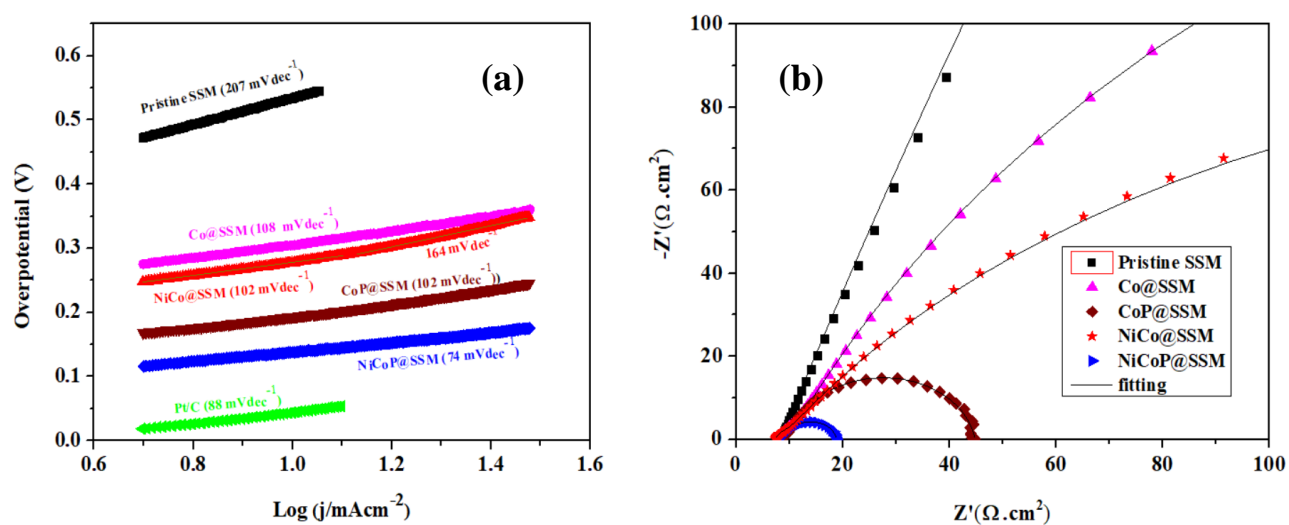 (a)
Overpotential (V)
0.6
0.5
0.4
0.3
0.2
0.1
0.0
Pristine SSM (207 mVdec⁻¹)
Co@SSM (108 mVdec⁻¹)
164 mVdec⁻¹
NiCo@SSM (102 mVdec⁻¹)
CoP@SSM (102 mVdec⁻¹))
NiCoP@SSM (74 mVdec⁻¹)
Pt/C (88 mVdec⁻¹)
0.6 0.8 1.0 1.2 1.4 1.6
Log (j/mAcm⁻²)
(b)
-Z'(Ω.cm²)
100
80
60
40
20
0
Pristine SSM
Co@SSM
CoP@SSM
NiCo@SSM
NiCoP@SSM
fitting
0 20 40 60 80 100
Z'(Ω.cm²)